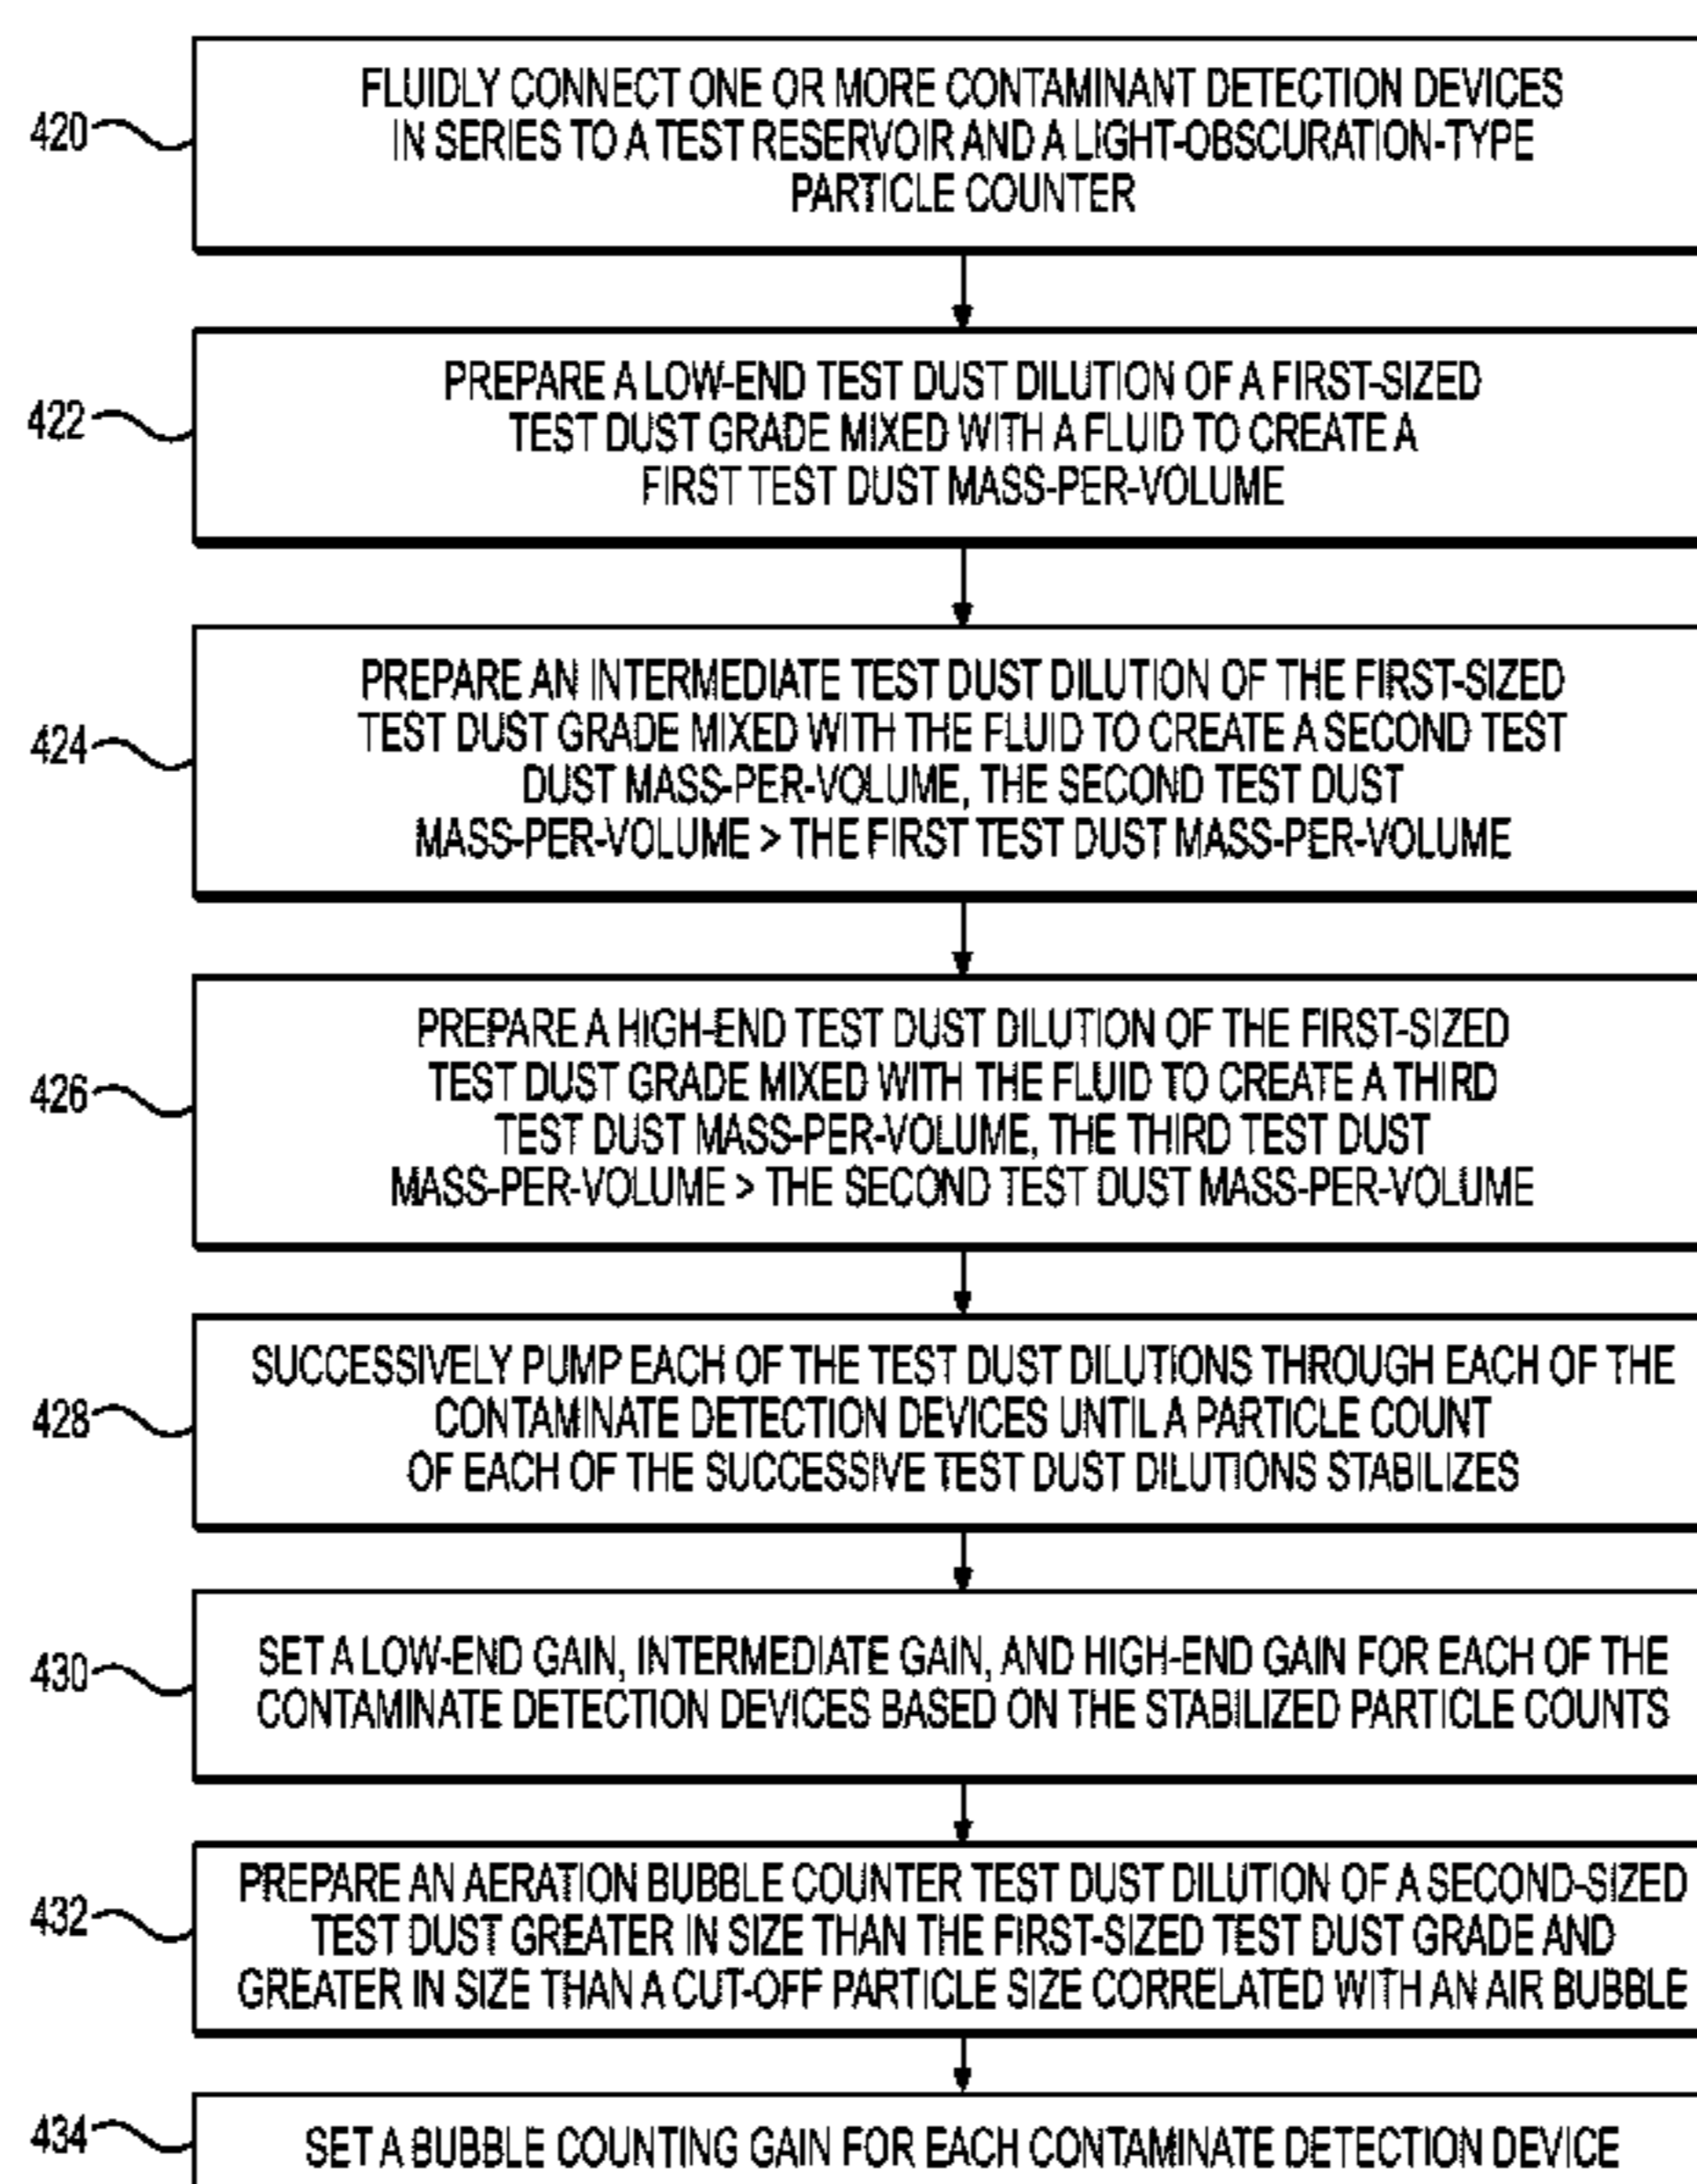 420
FLUIDLY CONNECT ONE OR MORE CONTAMINANT DETECTION DEVICES
IN SERIES TO A TEST RESERVOIR AND A LIGHT-OBSCURATION-TYPE
PARTICLE COUNTER
422
PREPARE A LOW-END TEST DUST DILUTION OF A FIRST-SIZED
TEST DUST GRADE MIXED WITH A FLUID TO CREATE A
FIRST TEST DUST MASS-PER-VOLUME
424
PREPARE AN INTERMEDIATE TEST DUST DILUTION OF THE FIRST-SIZED
TEST DUST GRADE MIXED WITH THE FLUID TO CREATE A SECOND TEST
DUST MASS-PER-VOLUME, THE SECOND TEST DUST
MASS-PER-VOLUME > THE FIRST TEST DUST MASS-PER-VOLUME
426
PREPARE A HIGH-END TEST DUST DILUTION OF THE FIRST-SIZED
TEST DUST GRADE MIXED WITH THE FLUID TO CREATE A THIRD
TEST DUST MASS-PER-VOLUME, THE THIRD TEST DUST
MASS-PER-VOLUME > THE SECOND TEST DUST MASS-PER-VOLUME
428
SUCCESSIVELY PUMP EACH OF THE TEST DUST DILUTIONS THROUGH EACH OF THE
CONTAMINATE DETECTION DEVICES UNTIL A PARTICLE COUNT
OF EACH OF THE SUCCESSIVE TEST DUST DILUTIONS STABILIZES
430
SET A LOW-END GAIN, INTERMEDIATE GAIN, AND HIGH-END GAIN FOR EACH OF THE
CONTAMINATE DETECTION DEVICES BASED ON THE STABILIZED PARTICLE COUNTS
432
PREPARE AN AERATION BUBBLE COUNTER TEST DUST DILUTION OF A SECOND-SIZED
TEST DUST GREATER IN SIZE THAN THE FIRST-SIZED TEST DUST GRADE AND
GREATER IN SIZE THAN A CUT-OFF PARTICLE SIZE CORRELATED WITH AN AIR BUBBLE
434
SET A BUBBLE COUNTING GAIN FOR EACH CONTAMINATE DETECTION DEVICE